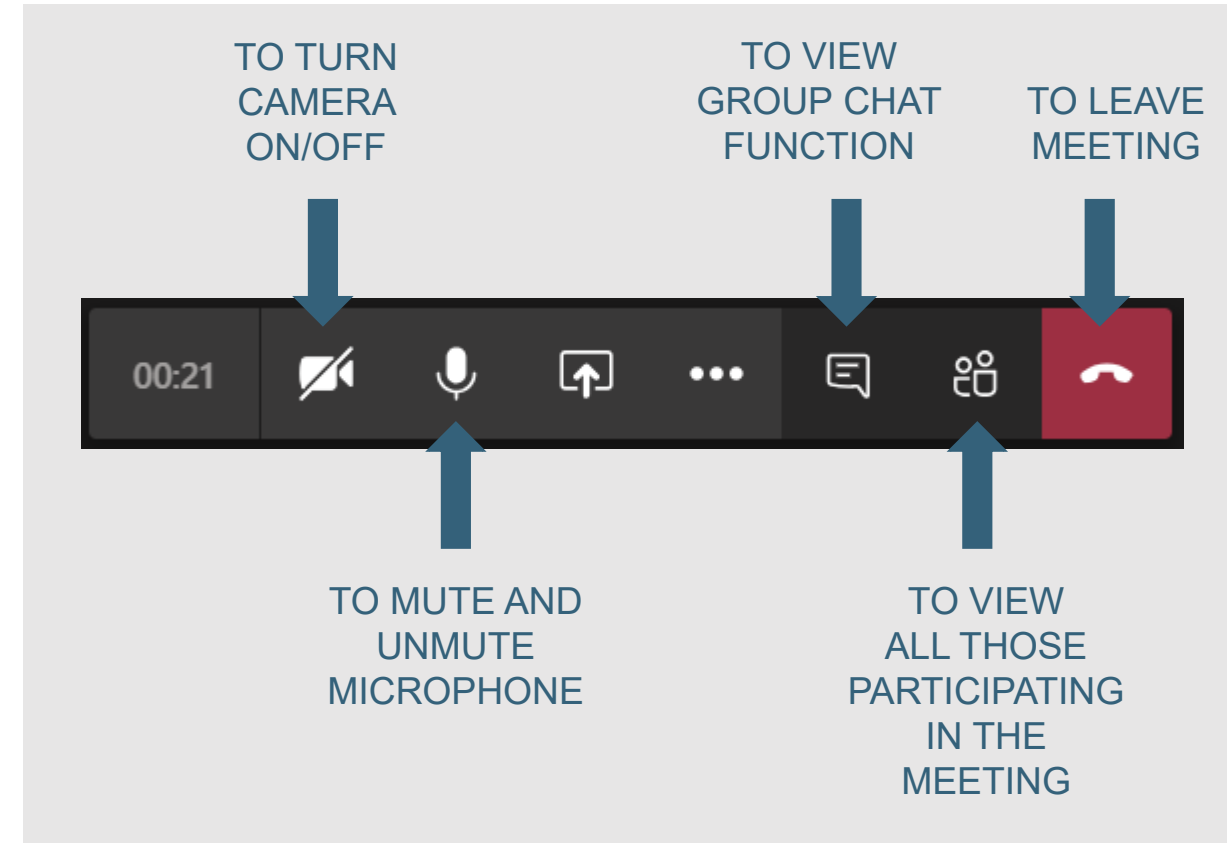 TO TURN
CAMERA
ON/OFF
TO VIEW
GROUP CHAT
FUNCTION
TO LEAVE
MEETING
00:21
TO MUTE AND
UNMUTE
MICROPHONE
TO VIEW
ALL THOSE
PARTICIPATING
IN THE
MEETING